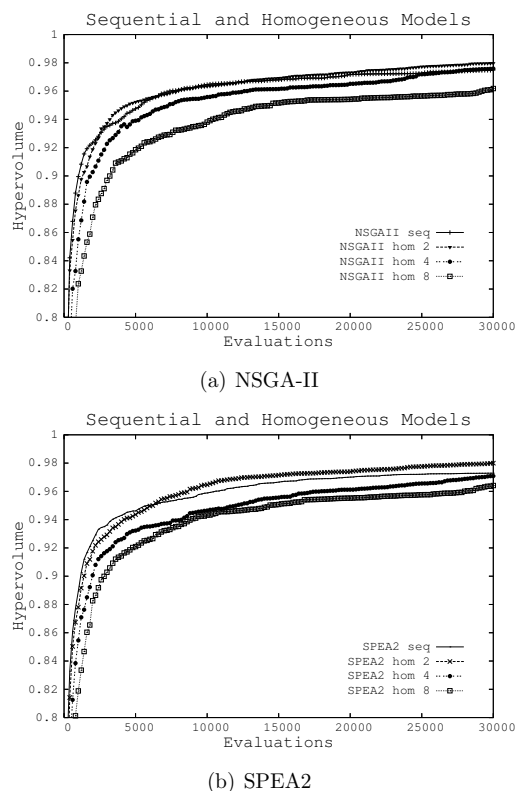 Sequential and Homogeneous Models
1
0.98
0.96
0.94
0.92
0.9
0.88
0.86
0.84
0.82
0.8
Hypervolume
NSGAII seq
NSGAII hom 2
NSGAII hom 4
NSGAII hom 8
5000 10000 15000 20000 25000 30000
Evaluations
(a) NSGA-II
Sequential and Homogeneous Models
1
0.98
0.96
0.94
0.92
0.9
0.88
0.86
0.84
0.82
0.8
Hypervolume
SPEA2 seq
SPEA2 hom 2
SPEA2 hom 4
SPEA2 hom 8
5000 10000 15000 20000 25000 30000
Evaluations
(b) SPEA2